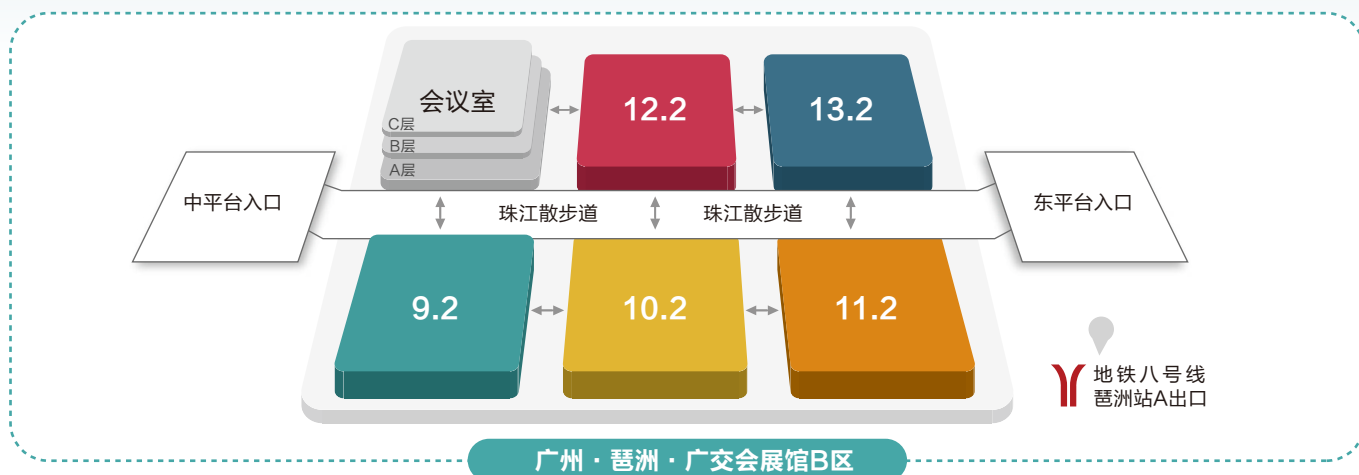 会议室
C层
B层
A层
12.2
13.2
中平台入口
珠江散步道
珠江散步道
东平台入口
9.2
10.2
11.2
地铁八号线
琶洲站A出口
广州·琶洲·广交会展馆B区